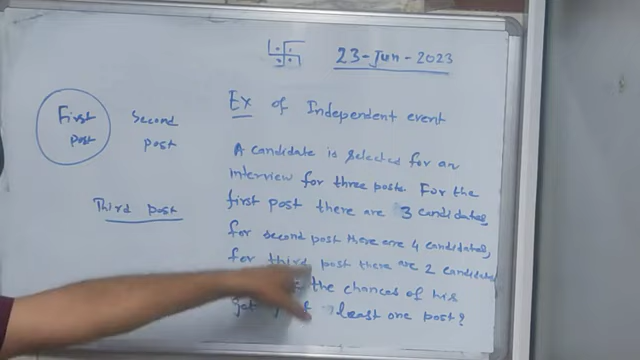 23-Jun-2023
Ex of Independent event
First post
Second post
Third post
A candidate is selected for an
interview for three posts. For the
first post there are 3 candidates,
for second post there are 4 candidates,
for third post there are 2 candidates
the chances of his
least one post?